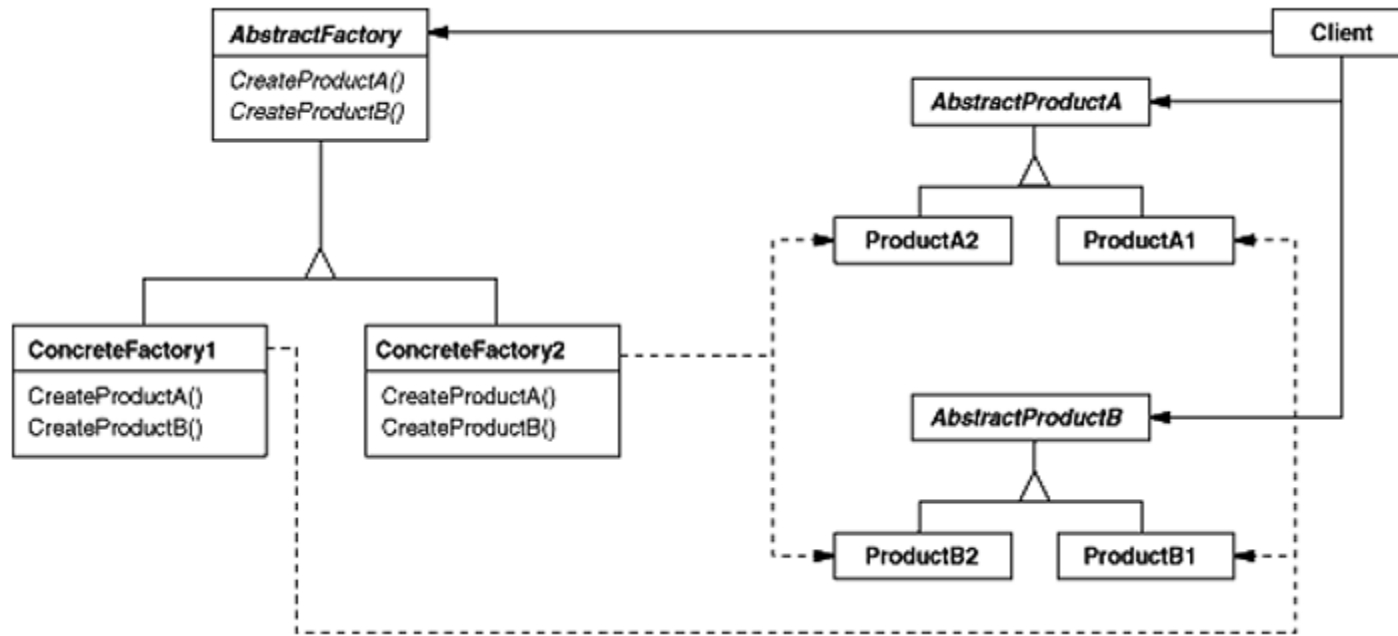 AbstractFactory
CreateProductA()
CreateProductB()
Client
AbstractProductA
ProductA2
ProductA1
ConcreteFactory1
CreateProductA()
CreateProductB()
ConcreteFactory2
CreateProductA()
CreateProductB()
AbstractProductB
ProductB2
ProductB1